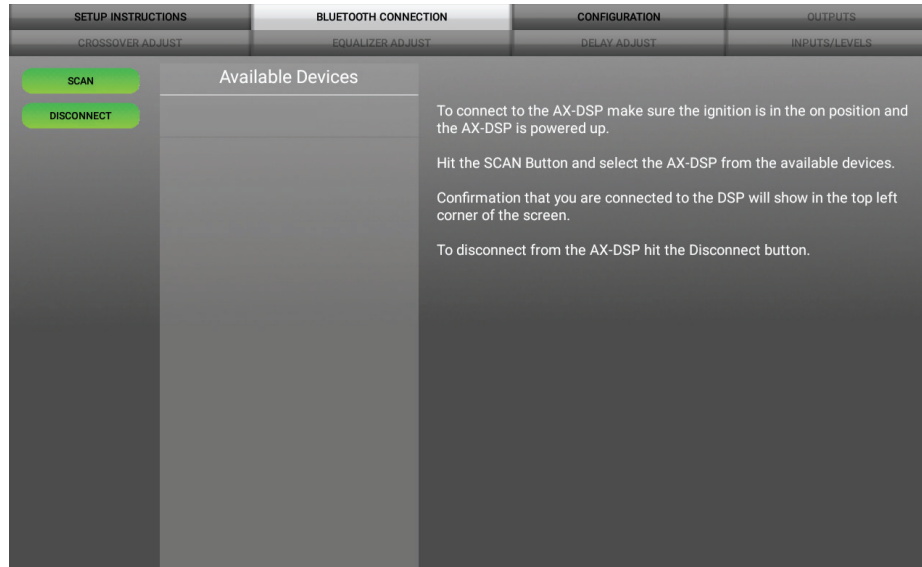 SETUP INSTRUCTIONS BLUETOOTH CONNECTION CONFIGURATION OUTPUTS
CROSSOVER ADJUST EQUALIZER ADJUST DELAY ADJUST INPUTS/LEVELS
SCAN
DISCONNECT
Available Devices
To connect to the AX-DSP make sure the ignition is in the on position and
the AX-DSP is powered up.
Hit the SCAN Button and select the AX-DSP from the available devices.
Confirmation that you are connected to the DSP will show in the top left
corner of the screen.
To disconnect from the AX-DSP hit the Disconnect button.